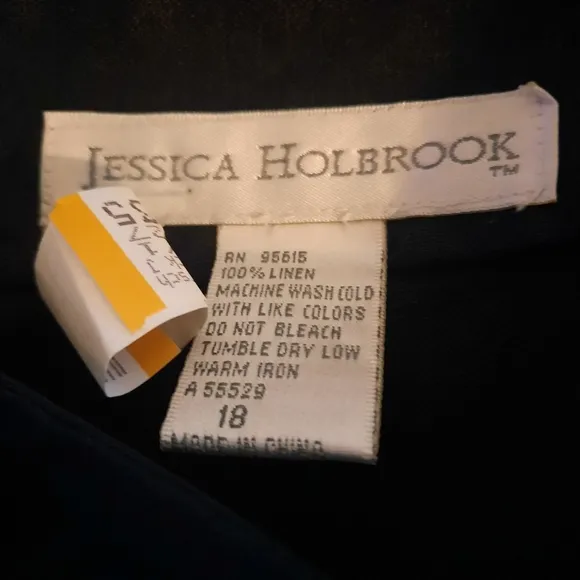 JESSICA HOLBROOK
TM
RN 95615
100% LINEN
MACHINE WASH COLD
WITH LIKE COLORS
DO NOT BLEACH
TUMBLE DRY LOW
WARM IRON
A 55529
18
MADE IN CHINA